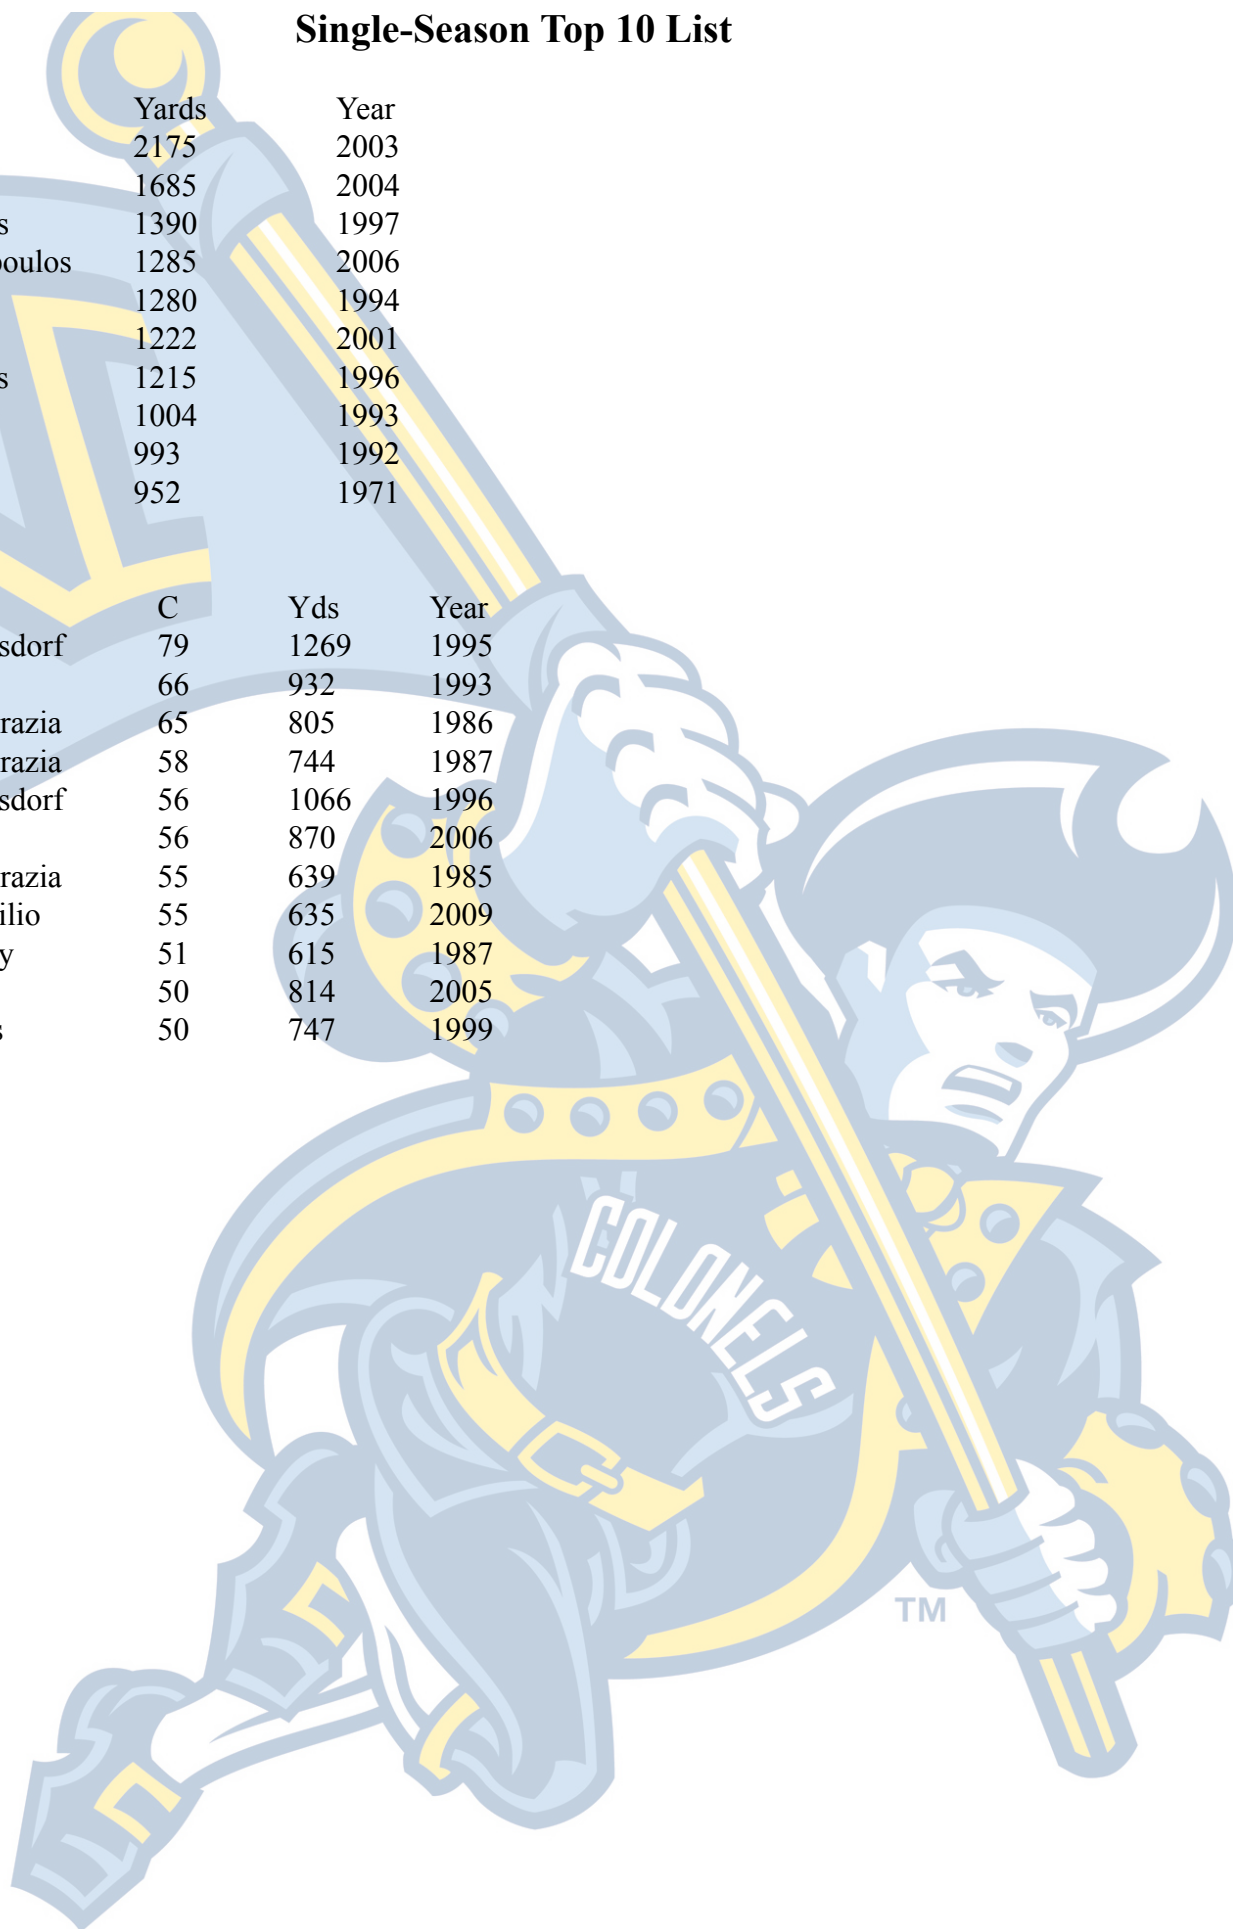 Single-Season Top 10 List
Yards Year
2175 2003
1685 2004
s 1390 1997
poulos 1285 2006
1280 1994
1222 2001
s 1215 1996
1004 1993
993 1992
952 1971
C Yds Year
sdorf 79 1269 1995
66 932 1993
razia 65 805 1986
razia 58 744 1987
sdorf 56 1066 1996
56 870 2006
razia 55 639 1985
ilio 55 635 2009
y 51 615 1987
50 814 2005
s 50 747 1999
COLONELS
TM